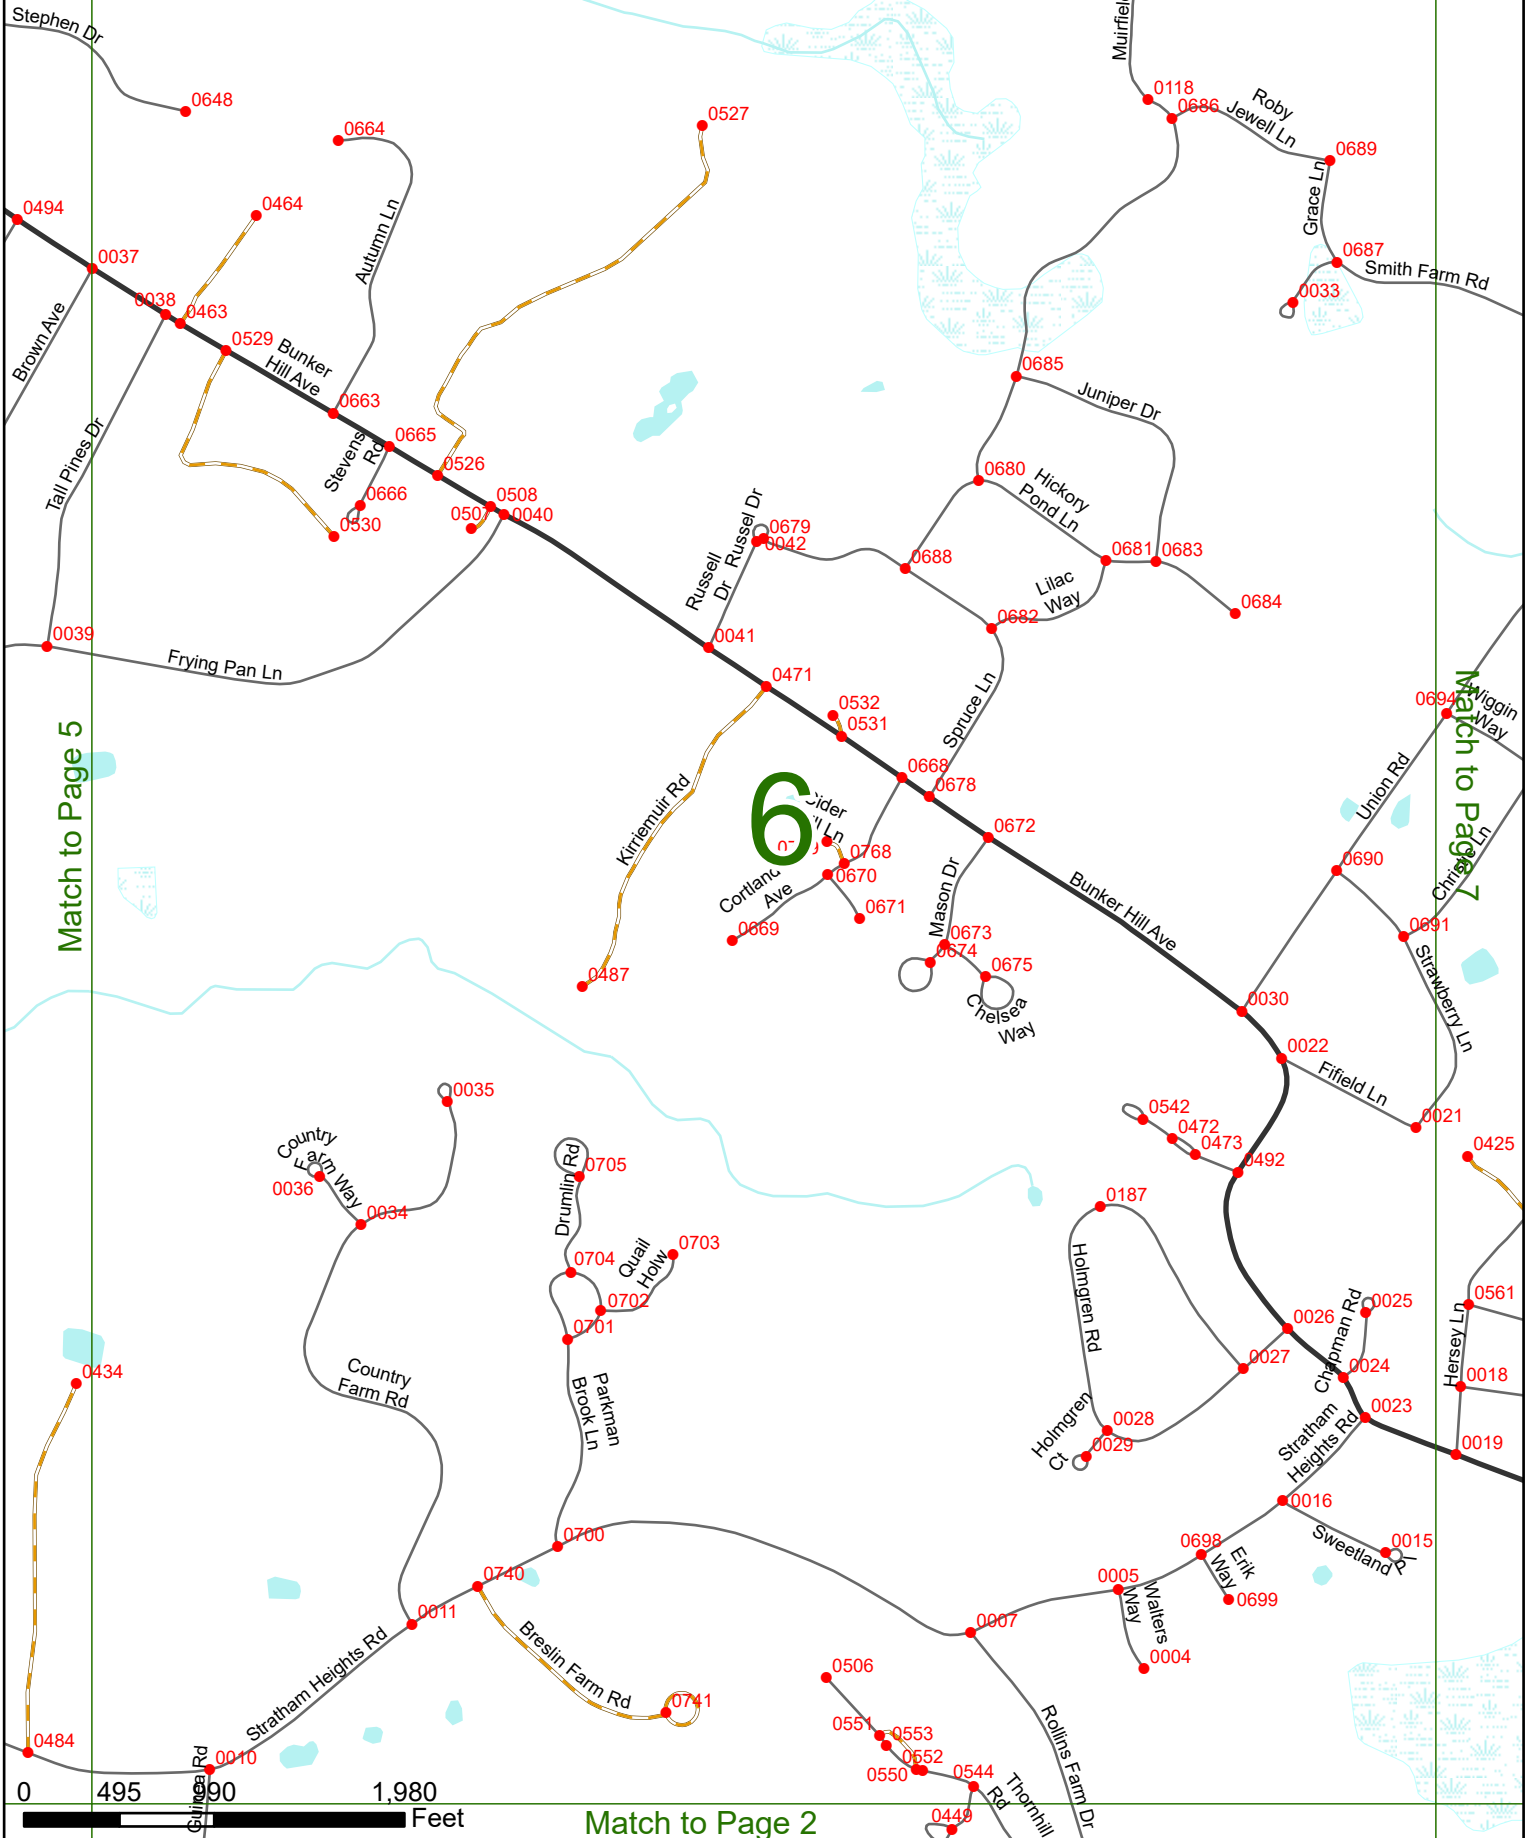 Stephen Dr
Muirfiel
0648
0118
0686
Roby
Jewell Ln
0527
0664
0689
Grace Ln
0494
0464
Autumn Ln
0037
0687
Smith Farm Rd
0033
0038
0463
Brown Ave
0529
Bunker
Hill Ave
0685
Juniper Dr
0663
Tall Pines Dr
Stevens
Rd
0665
0526
0680
Hickory
Pond Ln
0666
0530
0508
0507
0040
Russel Dr
0679
0042
Russell
Dr
0688
0681
0683
Lilac
Way
0684
0682
0039
Frying Pan Ln
0041
0471
Spruce Ln
0532
0531
0694
Wiggin
Way
Match to Page 5
Match to Page 7
0668
0678
Union Rd
6
Kirriemuir Rd
0672
0768
0670
Cortland
Ave
0671
0669
Mason Dr
0690
Christie Ln
Bunker Hill Ave
0673
0674
0675
Chelsea
Way
0691
Strawberry Ln
0487
0030
0022
Fifield Ln
0021
0035
0542
0472
0473
0492
0425
Country
Farm Way
0036
0034
Drumlin Rd
0705
0187
0704
Quail
Holw
0703
0702
0701
Holmgren Rd
0026
0027
Chapman Rd
0025
0024
0561
Hersey Ln
0018
0434
Country
Farm Rd
Parkman
Brook Ln
Holmgren
Ct
0028
0029
Stratham
Heights Rd
0023
0019
0016
Sweetland Pl
0015
0700
0698
Erik
Way
0699
0740
0005
Walters
Way
0004
0011
0007
Breslin Farm Rd
Stratham Heights Rd
0741
0506
0551
0553
0552
0550
0544
Rollins Farm Dr
Thornhill
Rd
0484
0010
Guinea Rd
0449
0 495 990 1,980
Feet
Match to Page 2